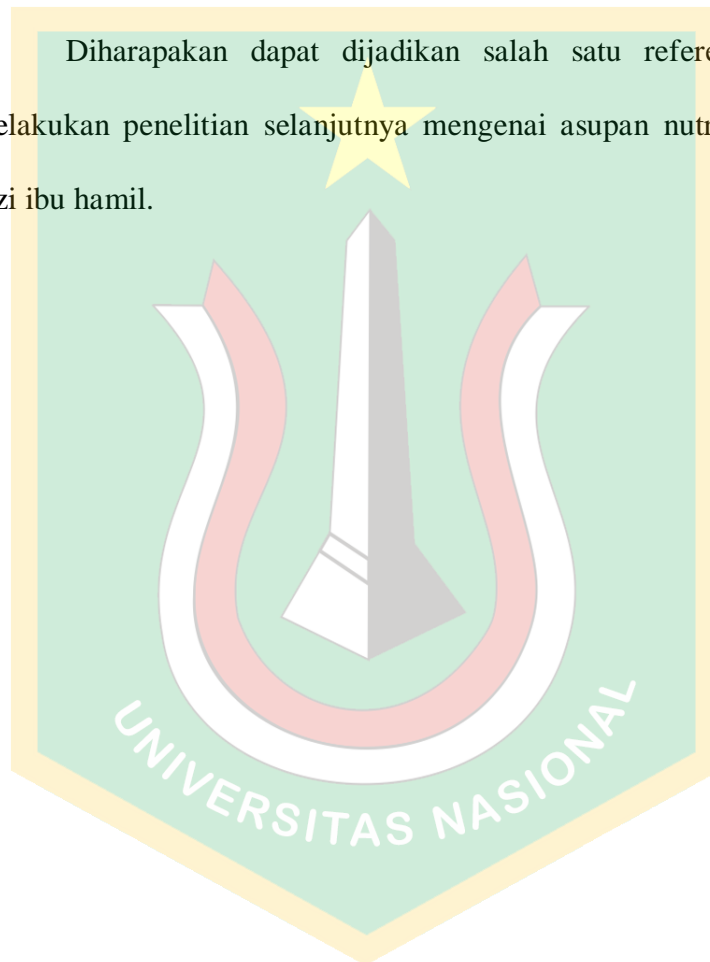 Diharapakan dapat dijadikan salah satu refere
elakukan penelitian selanjutnya mengenai asupan nutr
zi ibu hamil.
UNIVERSITAS NASIONAL